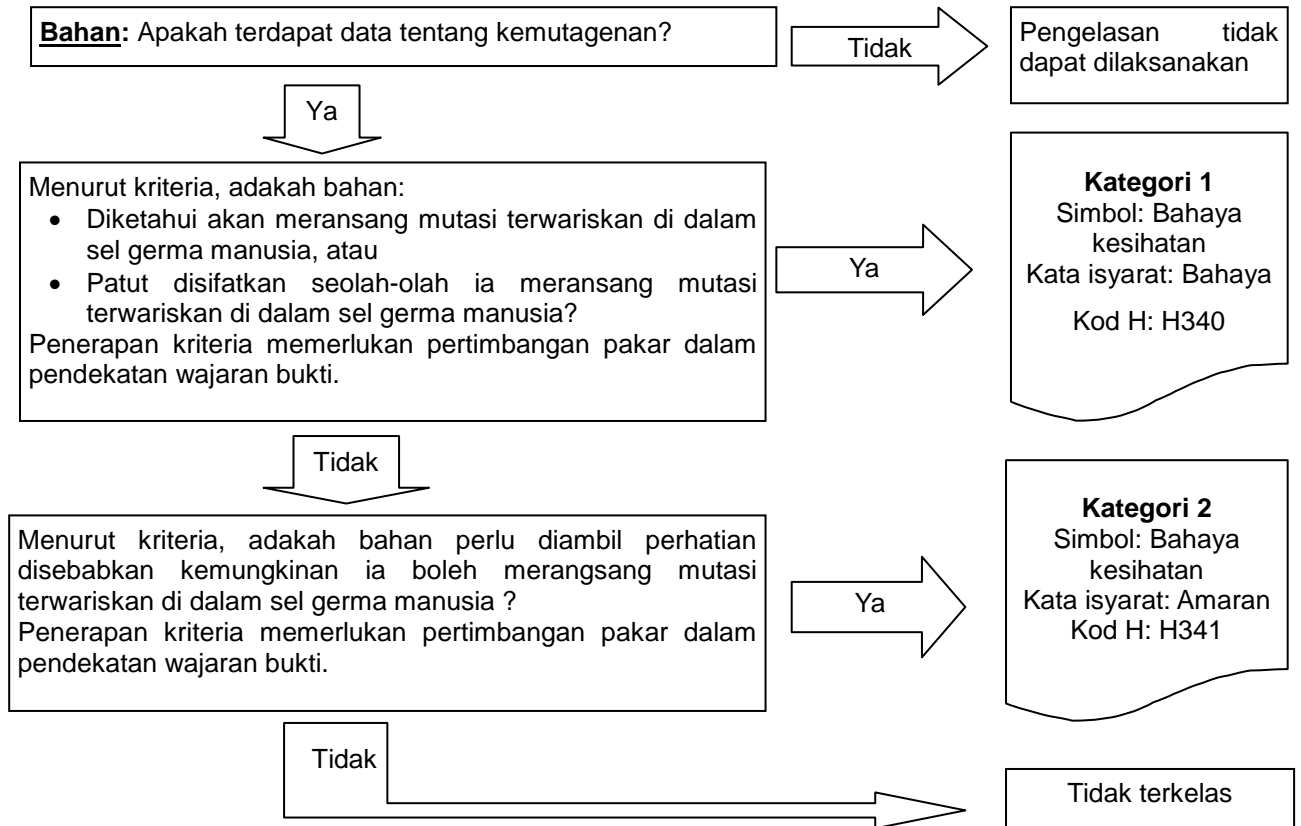 Bahan: Apakah terdapat data tentang kemutagenan?
Tidak
Pengelasan tidak
dapat dilaksanakan
Ya
Menurut kriteria, adakah bahan:
• Diketahui akan meransang mutasi terwariskan di dalam
sel germa manusia, atau
• Patut disifatkan seolah-olah ia meransang mutasi
terwariskan di dalam sel germa manusia?
Penerapan kriteria memerlukan pertimbangan pakar dalam
pendekatan wajaran bukti.
Ya
Kategori 1
Simbol: Bahaya
kesihatan
Kata isyarat: Bahaya
Kod H: H340
Tidak
Menurut kriteria, adakah bahan perlu diambil perhatian
disebabkan kemungkinan ia boleh merangsang mutasi
terwariskan di dalam sel germa manusia ?
Penerapan kriteria memerlukan pertimbangan pakar dalam
pendekatan wajaran bukti.
Ya
Kategori 2
Simbol: Bahaya
kesihatan
Kata isyarat: Amaran
Kod H: H341
Tidak
Tidak terkelas